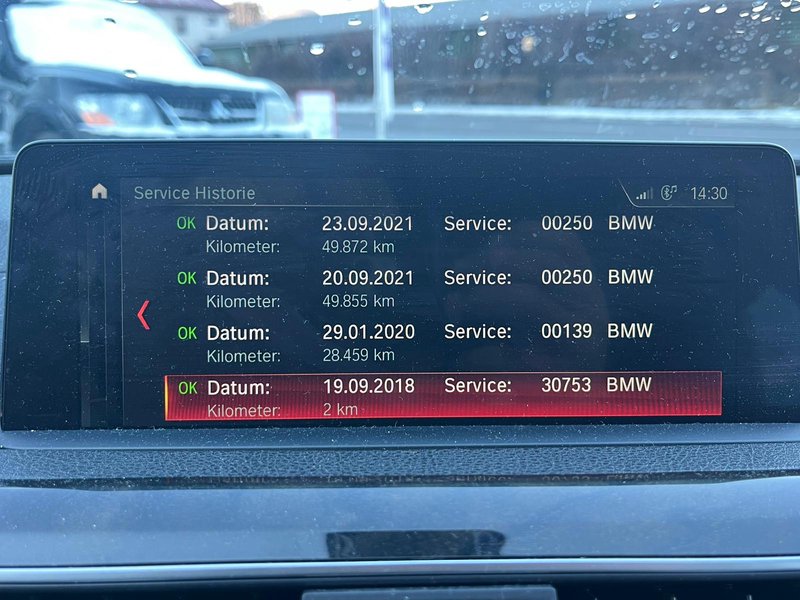 Service Historie 14:30
OK Datum: 23.09.2021 Service: 00250 BMW
Kilometer: 49.872 km
OK Datum: 20.09.2021 Service: 00250 BMW
Kilometer: 49.855 km
OK Datum: 29.01.2020 Service: 00139 BMW
Kilometer: 28.459 km
OK Datum: 19.09.2018 Service: 30753 BMW
Kilometer: 2 km